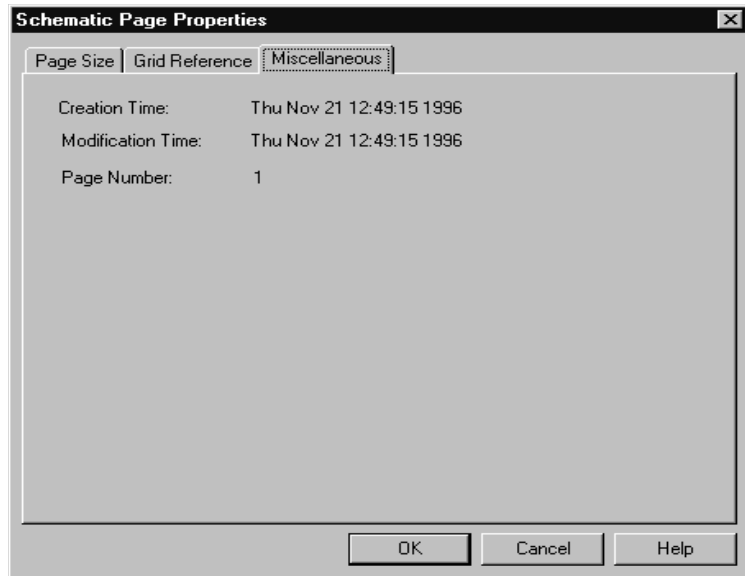 Schematic Page Properties
Page Size Grid Reference Miscellaneous
Creation Time: Thu Nov 21 12:49:15 1996
Modification Time: Thu Nov 21 12:49:15 1996
Page Number: 1
OK Cancel Help